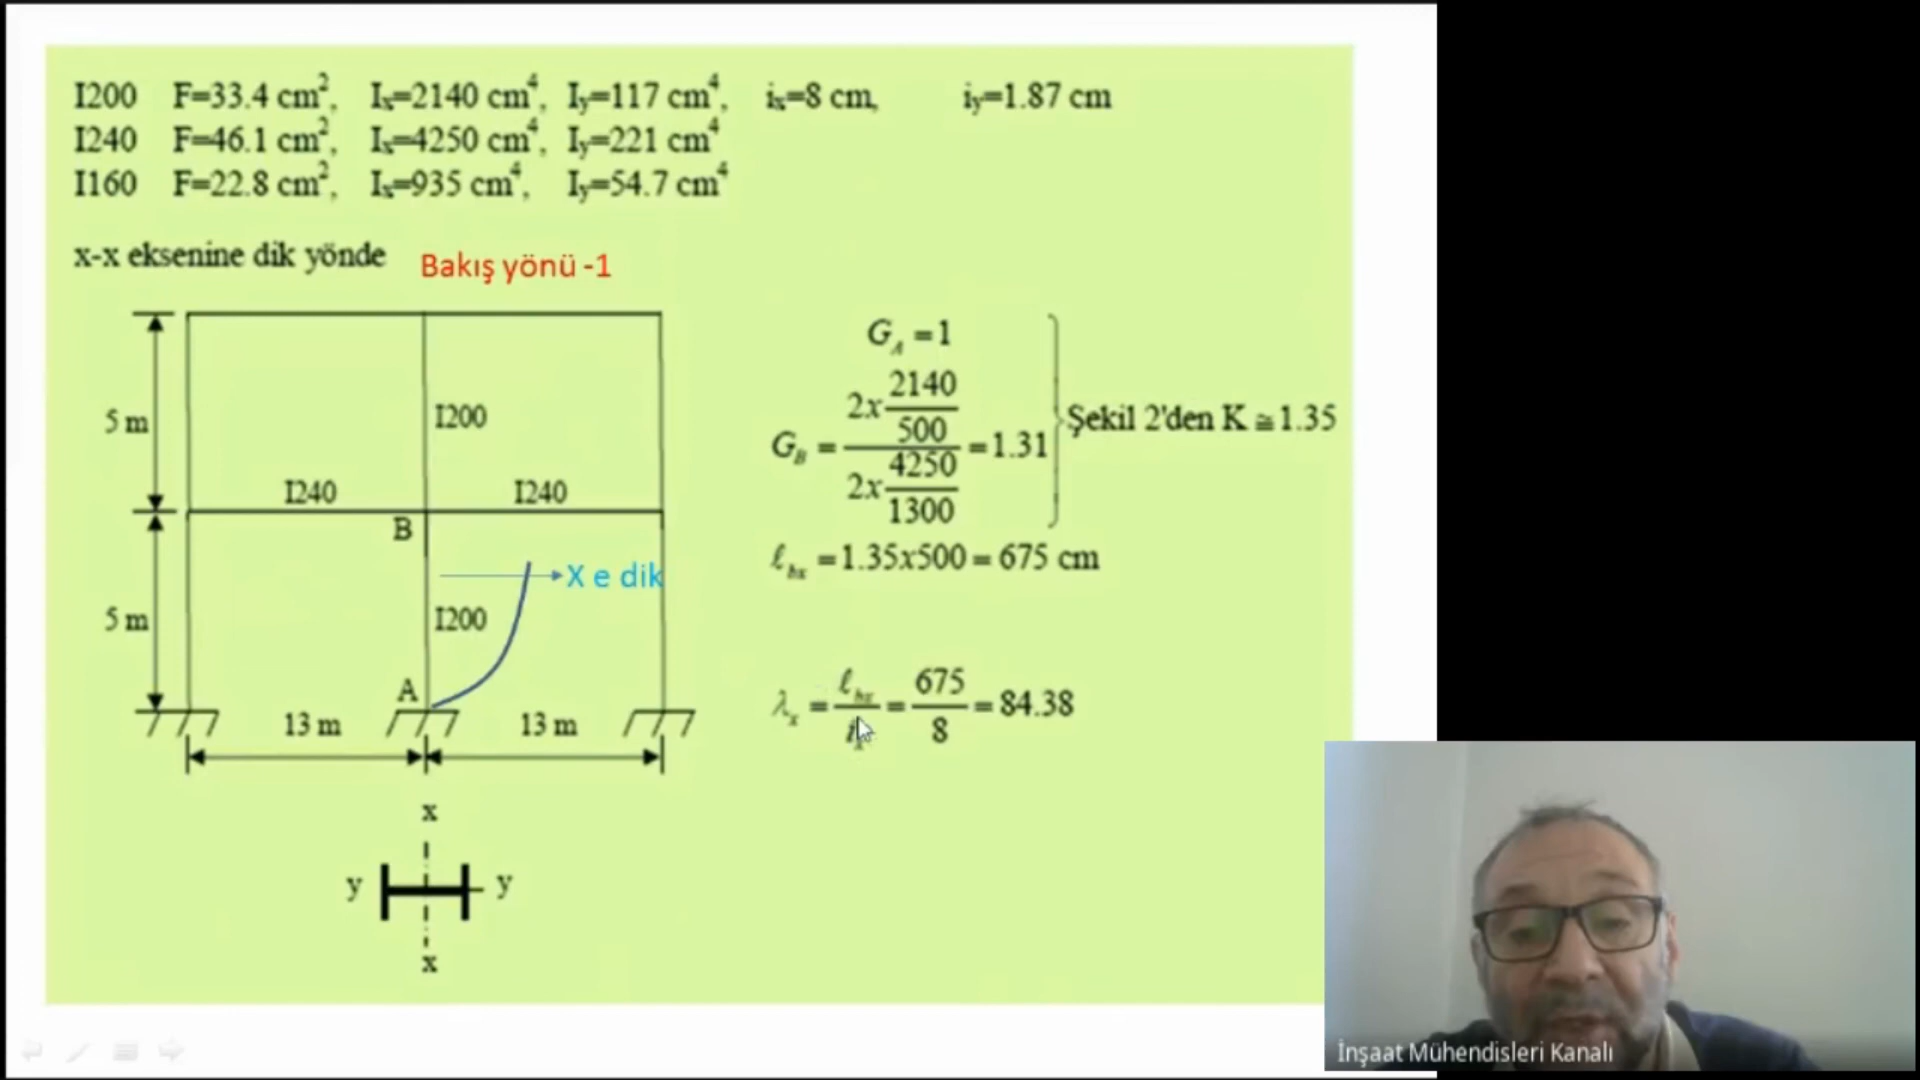 I200 F=33.4 cm², Iₓ=2140 cm⁴, Iy=117 cm⁴, iₓ=8 cm, iy=1.87 cm
I240 F=46.1 cm², Iₓ=4250 cm⁴, Iy=221 cm⁴
I160 F=22.8 cm², Iₓ=935 cm⁴, Iy=54.7 cm⁴
x-x eksenine dik yönde
Bakış yönü -1
5 m
I200
I240
I240
B
X e dik
5 m
I200
A
13 m
13 m
x
y
y
x
G_A = 1
G_B = (2x 2140/500) / (2x 4250/1300) = 1.31
Şekil 2'den K ≅ 1.35
ℓ_bx = 1.35x500 = 675 cm
λₓ = ℓ_bx / iₓ = 675 / 8 = 84.38
İnşaat Mühendisleri Kanalı